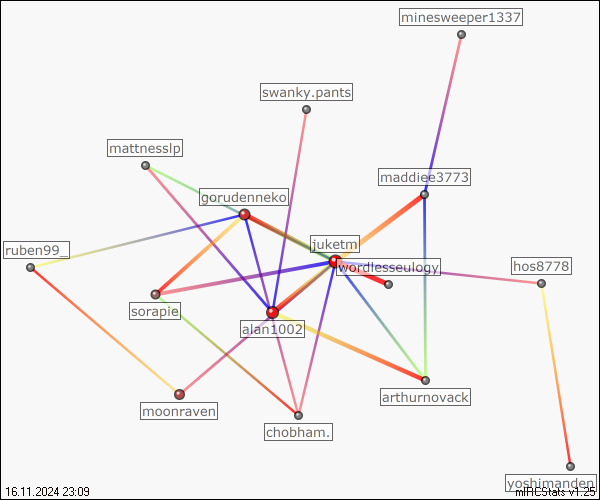 minesweeper1337
swanky.pants
mattnesslp
maddiee3773
gorudenneko
juketm
ruben99_
wordlesseulogy
hos8778
sorapie
alan1002
arthurnovack
moonraven
chobham.
yoshimanden
16.11.2024 23:09
mIRCStats v1.25